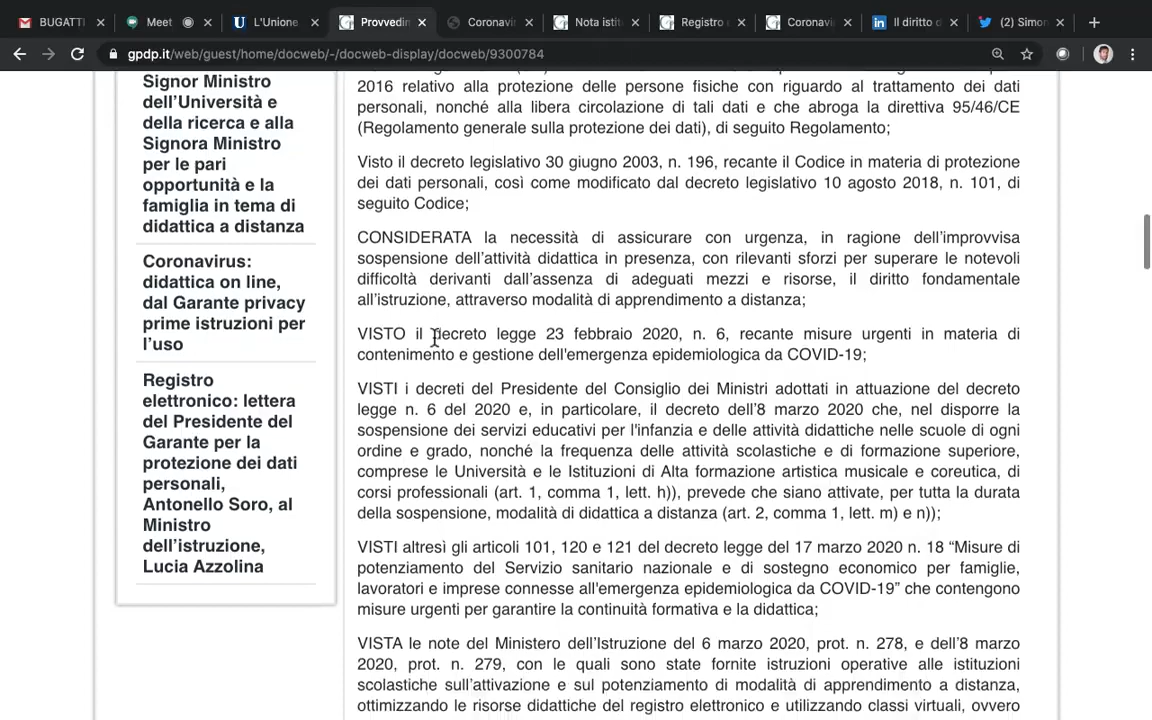 BUGATTI
Meet
L'Unione
Provvedin
Coronavir
Nota istit
Registro e
Coronavir
Il diritto d
(2) Simon
gpdp.it/web/guest/home/docweb/-/docweb-display/docweb/9300784
Signor Ministro
dell'Università e
della ricerca e alla
Signora Ministro
per le pari
opportunità e la
famiglia in tema di
didattica a distanza
Coronavirus:
didattica on line,
dal Garante privacy
prime istruzioni per
l'uso
Registro
elettronico: lettera
del Presidente del
Garante per la
protezione dei dati
personali,
Antonello Soro, al
Ministro
dell'istruzione,
Lucia Azzolina
2016 relativo alla protezione delle persone fisiche con riguardo al trattamento dei dati
personali, nonché alla libera circolazione di tali dati e che abroga la direttiva 95/46/CE
(Regolamento generale sulla protezione dei dati), di seguito Regolamento;
Visto il decreto legislativo 30 giugno 2003, n. 196, recante il Codice in materia di protezione
dei dati personali, così come modificato dal decreto legislativo 10 agosto 2018, n. 101, di
seguito Codice;
CONSIDERATA la necessità di assicurare con urgenza, in ragione dell'improvvisa
sospensione dell'attività didattica in presenza, con rilevanti sforzi per superare le notevoli
difficoltà derivanti dall'assenza di adeguati mezzi e risorse, il diritto fondamentale
all'istruzione, attraverso modalità di apprendimento a distanza;
VISTO il decreto legge 23 febbraio 2020, n. 6, recante misure urgenti in materia di
contenimento e gestione dell'emergenza epidemiologica da COVID-19;
VISTI i decreti del Presidente del Consiglio dei Ministri adottati in attuazione del decreto
legge n. 6 del 2020 e, in particolare, il decreto dell'8 marzo 2020 che, nel disporre la
sospensione dei servizi educativi per l'infanzia e delle attività didattiche nelle scuole di ogni
ordine e grado, nonché la frequenza delle attività scolastiche e di formazione superiore,
comprese le Università e le Istituzioni di Alta formazione artistica musicale e coreutica, di
corsi professionali (art. 1, comma 1, lett. h)), prevede che siano attivate, per tutta la durata
della sospensione, modalità di didattica a distanza (art. 2, comma 1, lett. m) e n));
VISTI altresì gli articoli 101, 120 e 121 del decreto legge del 17 marzo 2020 n. 18 “Misure di
potenziamento del Servizio sanitario nazionale e di sostegno economico per famiglie,
lavoratori e imprese connesse all'emergenza epidemiologica da COVID-19” che contengono
misure urgenti per garantire la continuità formativa e la didattica;
VISTA le note del Ministero dell'Istruzione del 6 marzo 2020, prot. n. 278, e dell'8 marzo
2020, prot. n. 279, con le quali sono state fornite istruzioni operative alle istituzioni
scolastiche sull'attivazione e sul potenziamento di modalità di apprendimento a distanza,
ottimizzando le risorse didattiche del registro elettronico e utilizzando classi virtuali, ovvero